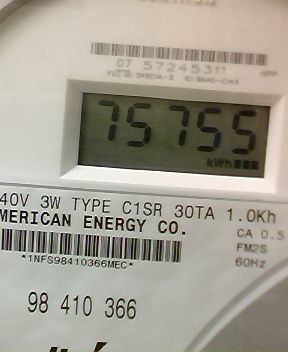 07 57245311
75755
kWh
40V 3W TYPE C1SR 30TA 1.0Kh
MERICAN ENERGY CO.
CA 0.5
FM2S
*1NFS98410366MEC*
60Hz
98 410 366